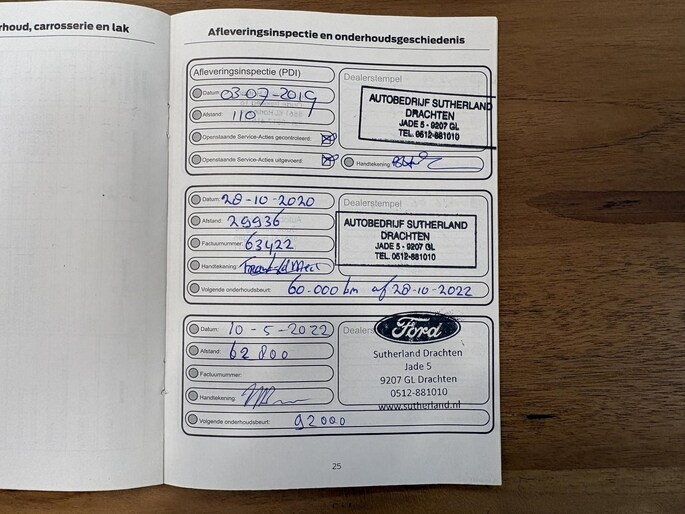 rhoud, carrosserie en lak
Afleveringsinspectie en onderhoudsgeschiedenis
Afleveringsinspectie (PDI)
Datum: 03-07-2019
Afstand: 110
Openstaande Service-Acties gecontroleerd:
Openstaande Service-Acties uitgevoerd:
Dealerstempel
AUTOBEDRIJF SUTHERLAND
DRACHTEN
JADE 5 - 9207 GL
TEL. 0512-881010
Handtekening:
Datum: 28-10-2020
Afstand: 29936
Factuurnummer: 63422
Handtekening:
Dealerstempel
AUTOBEDRIJF SUTHERLAND
DRACHTEN
JADE 5 - 9207 GL
TEL. 0512-881010
Volgende onderhoudsbeurt: 60.000 km af 28-10-2022
Datum: 10-5-2022
Afstand: 62800
Factuurnummer:
Handtekening:
Dealers
Ford
Sutherland Drachten
Jade 5
9207 GL Drachten
0512-881010
www.sutherland.nl
Volgende onderhoudsbeurt: 92000
25